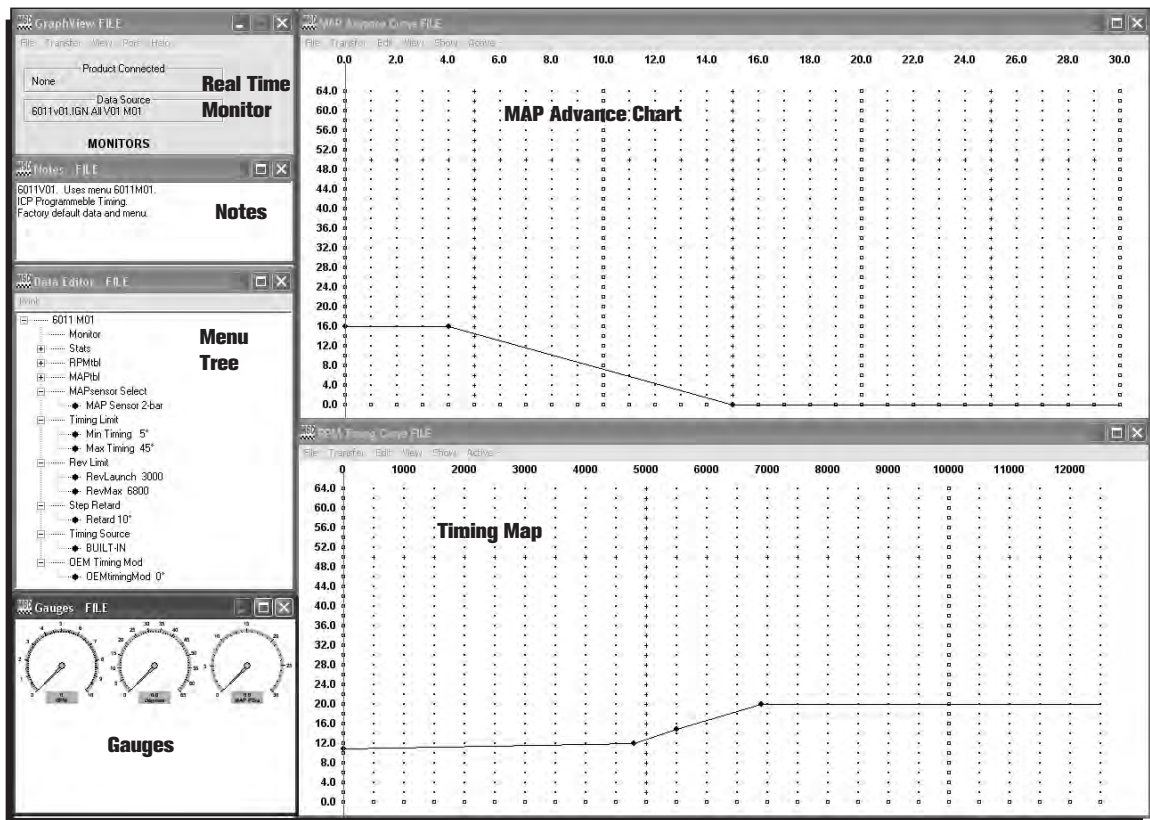 GraphView FILE
File Transfer View Port Help
Product Connected
None
Real Time
Monitor
Data Source
6011v01.IGN All V01 M01
MONITORS
Notes FILE
6011V01. Uses menu 6011M01.
ICP Programmeble Timing.
Factory default data and menu.
Notes
Data Editor FILE
Print
Menu
Tree
6011 M01
Monitor
Stats
RPMtbl
MAPtbl
MAPsensor Select
MAP Sensor 2-bar
Timing Limit
Min Timing 5°
Max Timing 45°
Rev Limit
RevLaunch 3000
RevMax 6800
Step Retard
Retard 10°
Timing Source
BUILT-IN
OEM Timing Mod
OEMtimingMod 0°
Gauges FILE
Gauges
MAP Advance Curve FILE
File Transfer Edit View Show Active
0.0 2.0 4.0 6.0 8.0 10.0 12.0 14.0 16.0 18.0 20.0 22.0 24.0 26.0 28.0 30.0
MAP Advance Chart
64.0
60.0
56.0
52.0
48.0
44.0
40.0
36.0
32.0
28.0
24.0
20.0
16.0
12.0
8.0
4.0
0.0
RPM Timing Curve FILE
File Transfer Edit View Show Active
0 1000 2000 3000 4000 5000 6000 7000 8000 9000 10000 11000 12000
Timing Map
64.0
60.0
56.0
52.0
48.0
44.0
40.0
36.0
32.0
28.0
24.0
20.0
16.0
12.0
8.0
4.0
0.0